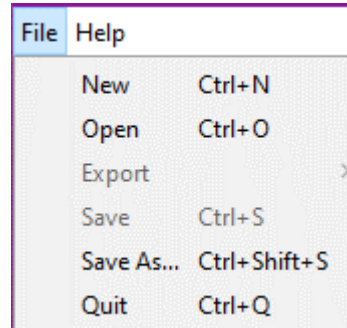 File Help
New Ctrl+N
Open Ctrl+O
Export
Save Ctrl+S
Save As... Ctrl+Shift+S
Quit Ctrl+Q